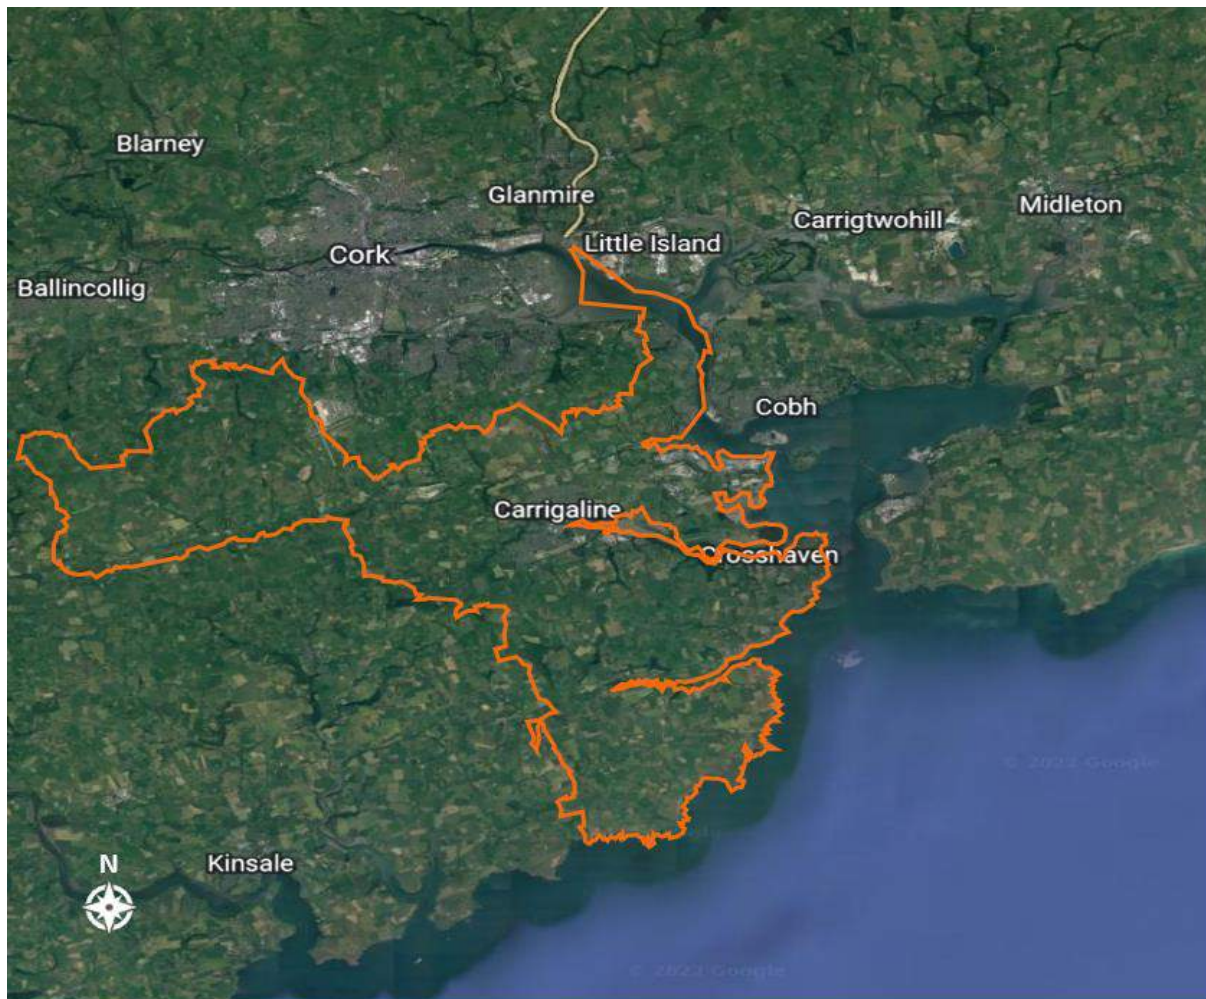 Blarney
Glanmire
Midleton
Carrigtwohill
Little Island
Cork
Ballincollig
Cobh
Carrigaline
Crosshaven
© 2022 Google
Kinsale
N
© 2022 Google